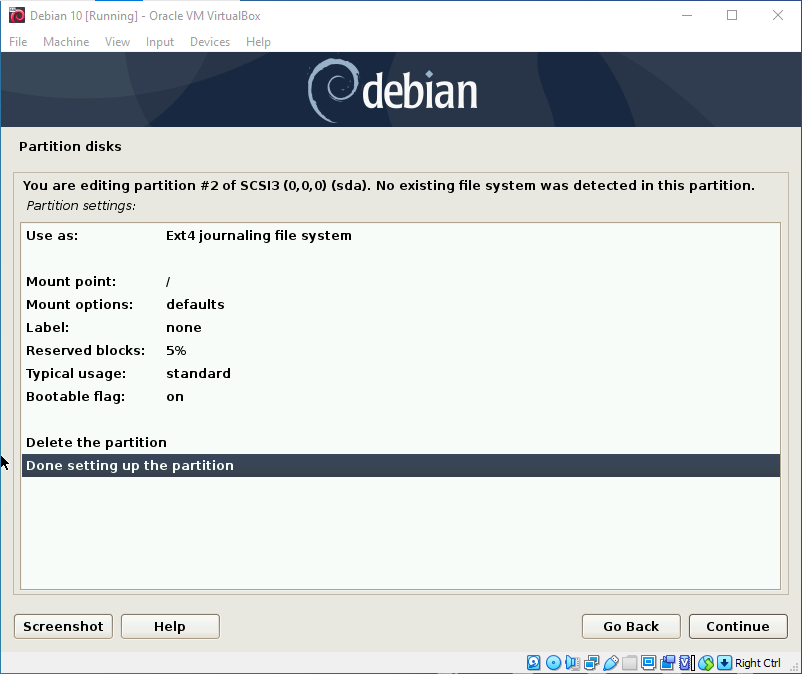 Debian 10 [Running] - Oracle VM VirtualBox
File Machine View Input Devices Help
debian
Partition disks
You are editing partition #2 of SCSI3 (0,0,0) (sda). No existing file system was detected in this partition.
Partition settings:
Use as: Ext4 journaling file system
Mount point: /
Mount options: defaults
Label: none
Reserved blocks: 5%
Typical usage: standard
Bootable flag: on
Delete the partition
Done setting up the partition
Screenshot Help Go Back Continue
Right Ctrl